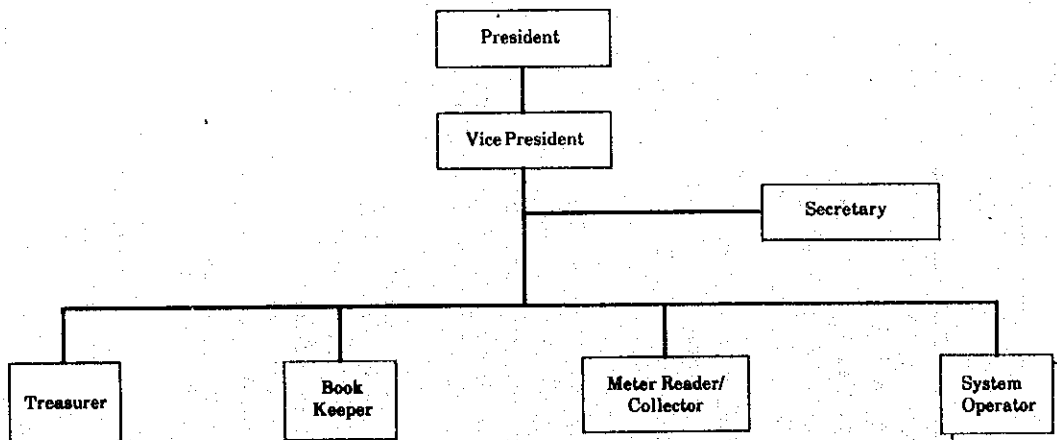 President
Vice President
Secretary
Treasurer
Book
Keeper
Meter Reader/
Collector
System
Operator